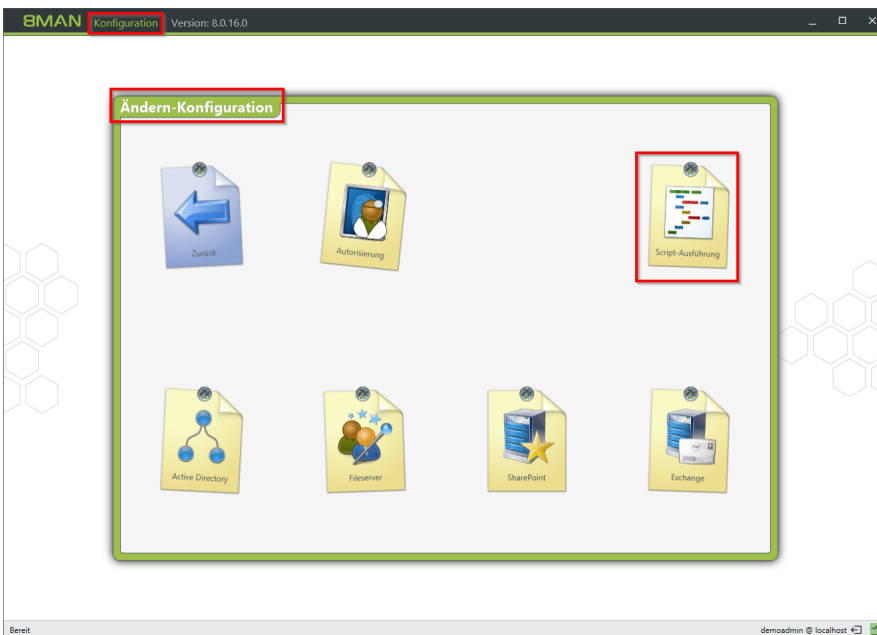 8MAN Konfiguration Version: 8.0.16.0
Ändern-Konfiguration
Zurück
Autorisierung
Script-Ausführung
Active Directory
Fileserver
SharePoint
Exchange
Bereit
demoadmin @ localhost